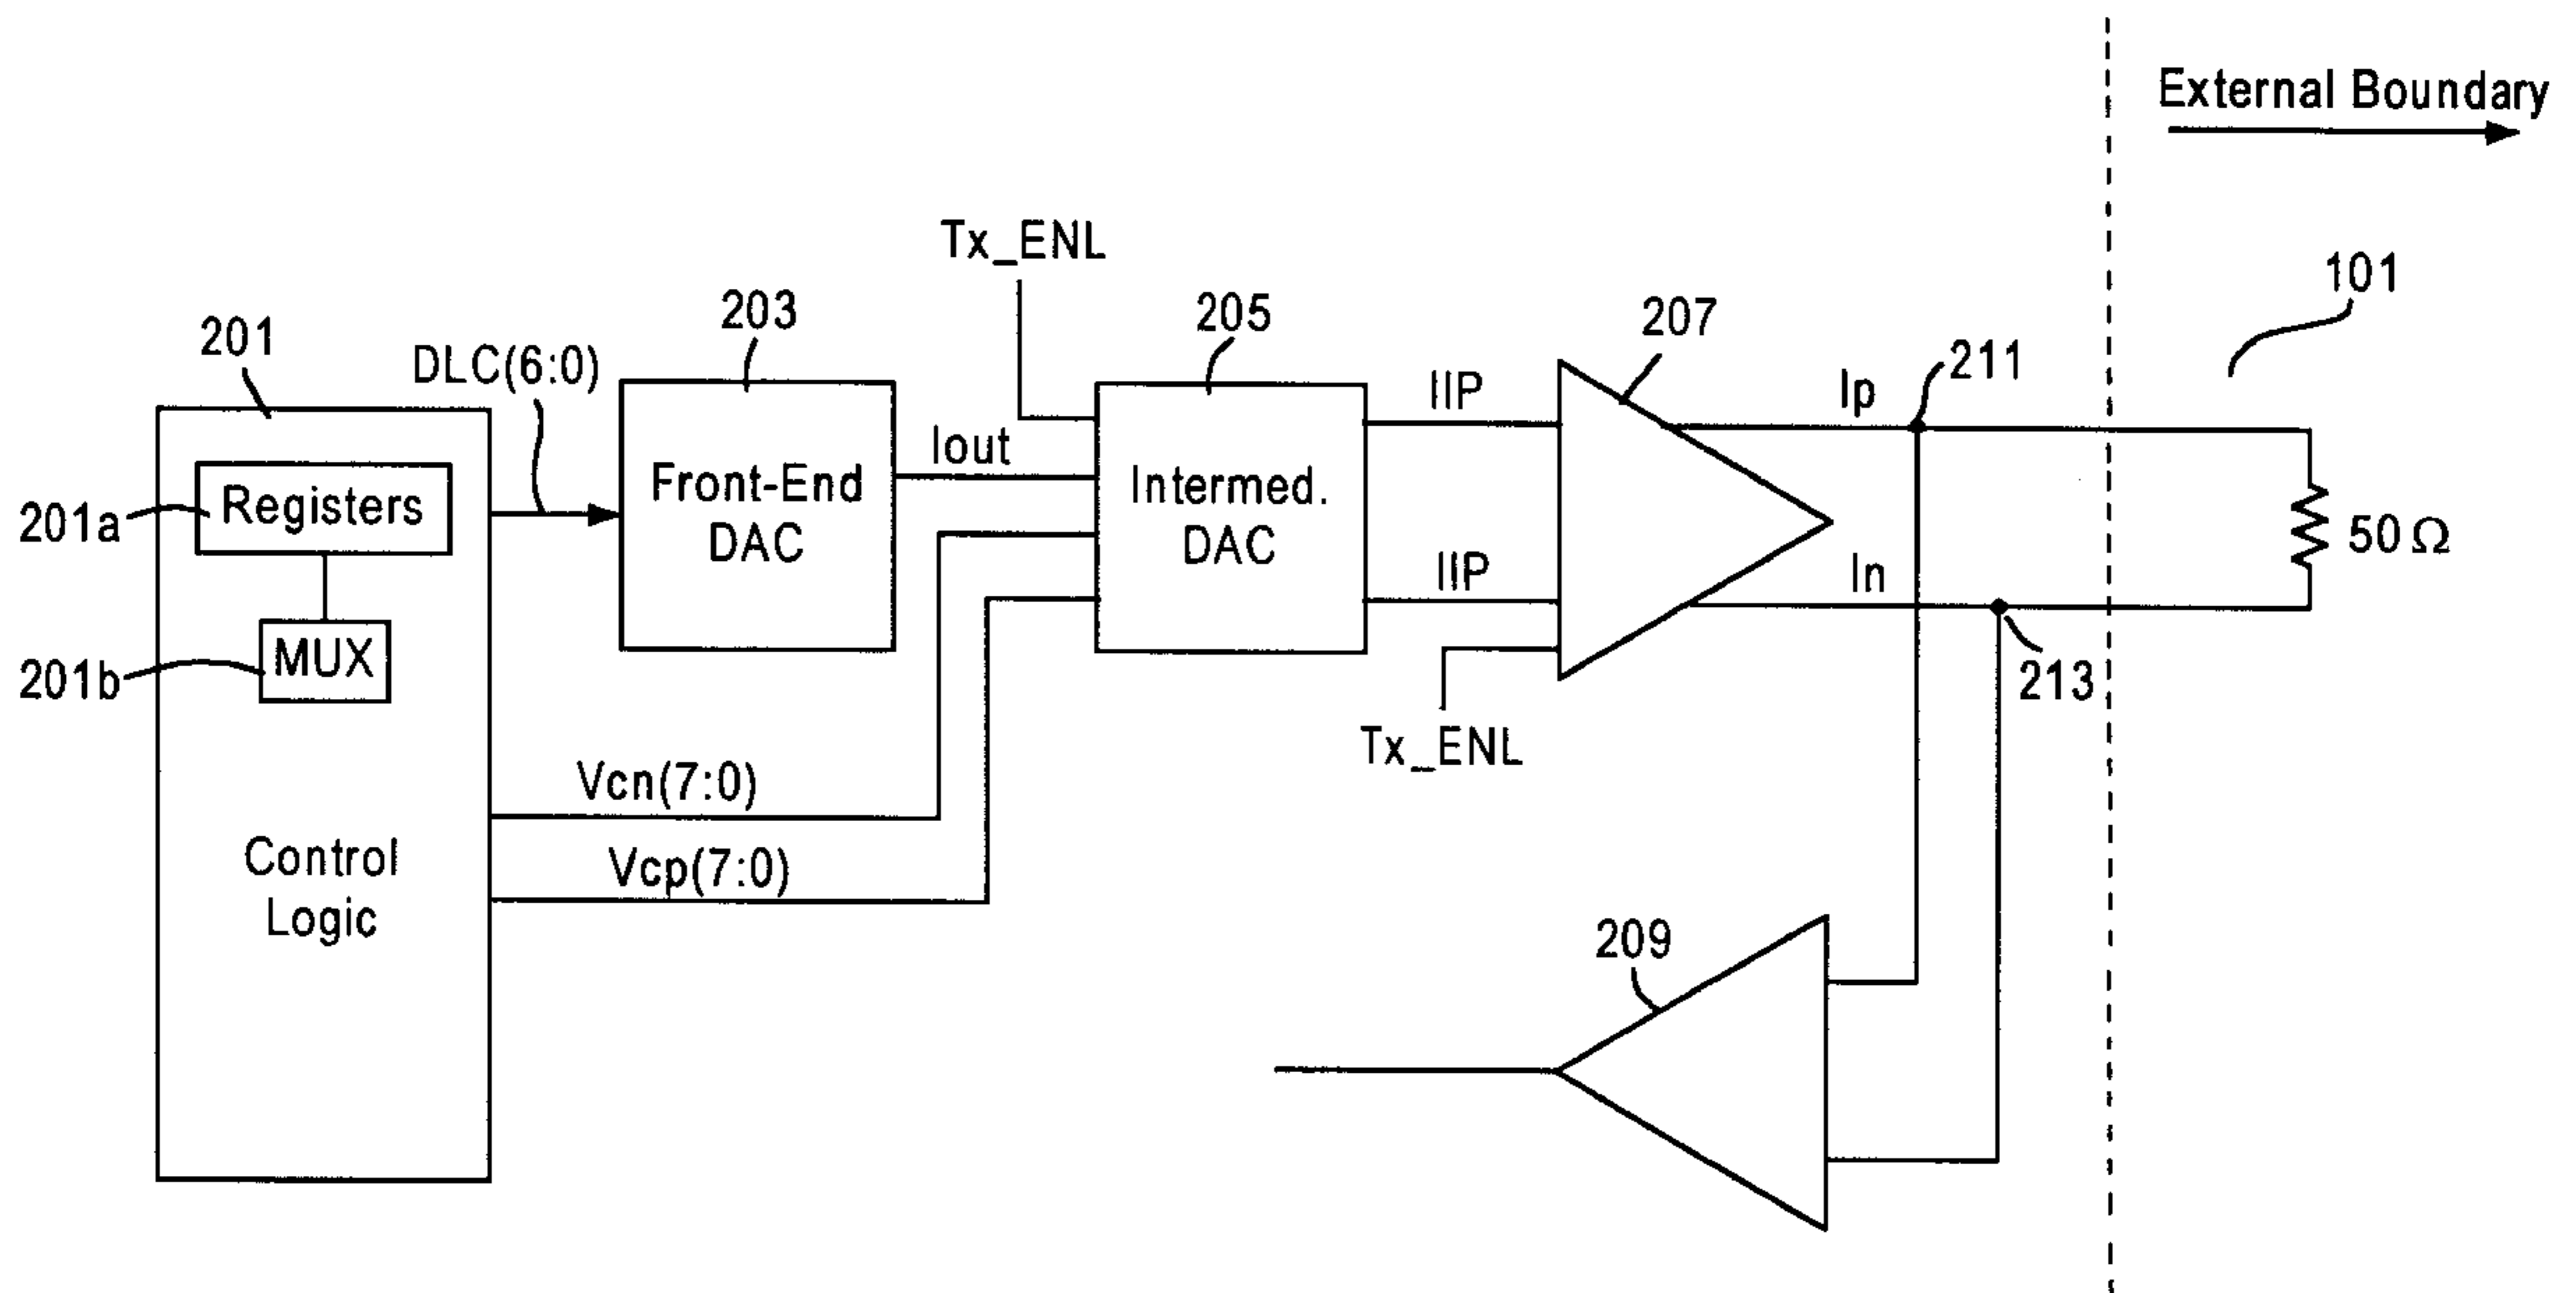 External Boundary
Tx_ENL
101
201
203
205
207
211
DLC(6:0)
IIP
Ip
Iout
Registers
201a
Front-End
DAC
Intermed.
DAC
50 Ω
IIP
In
MUX
201b
213
Tx_ENL
Vcn(7:0)
Vcp(7:0)
Control
Logic
209